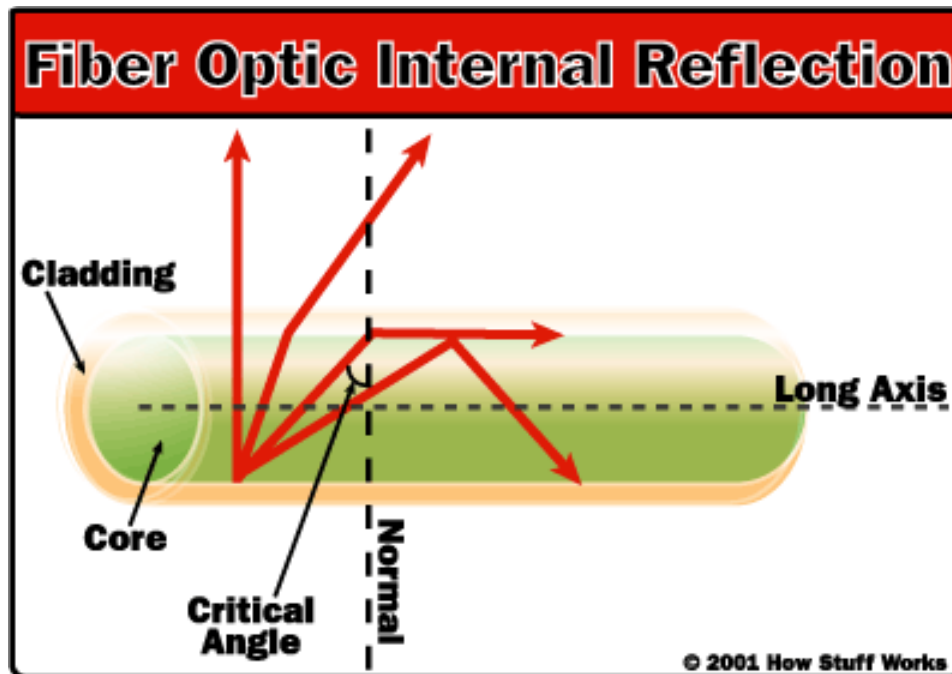 Fiber Optic Internal Reflection
Cladding
Long Axis
Core
Normal
Critical
Angle
© 2001 How Stuff Works